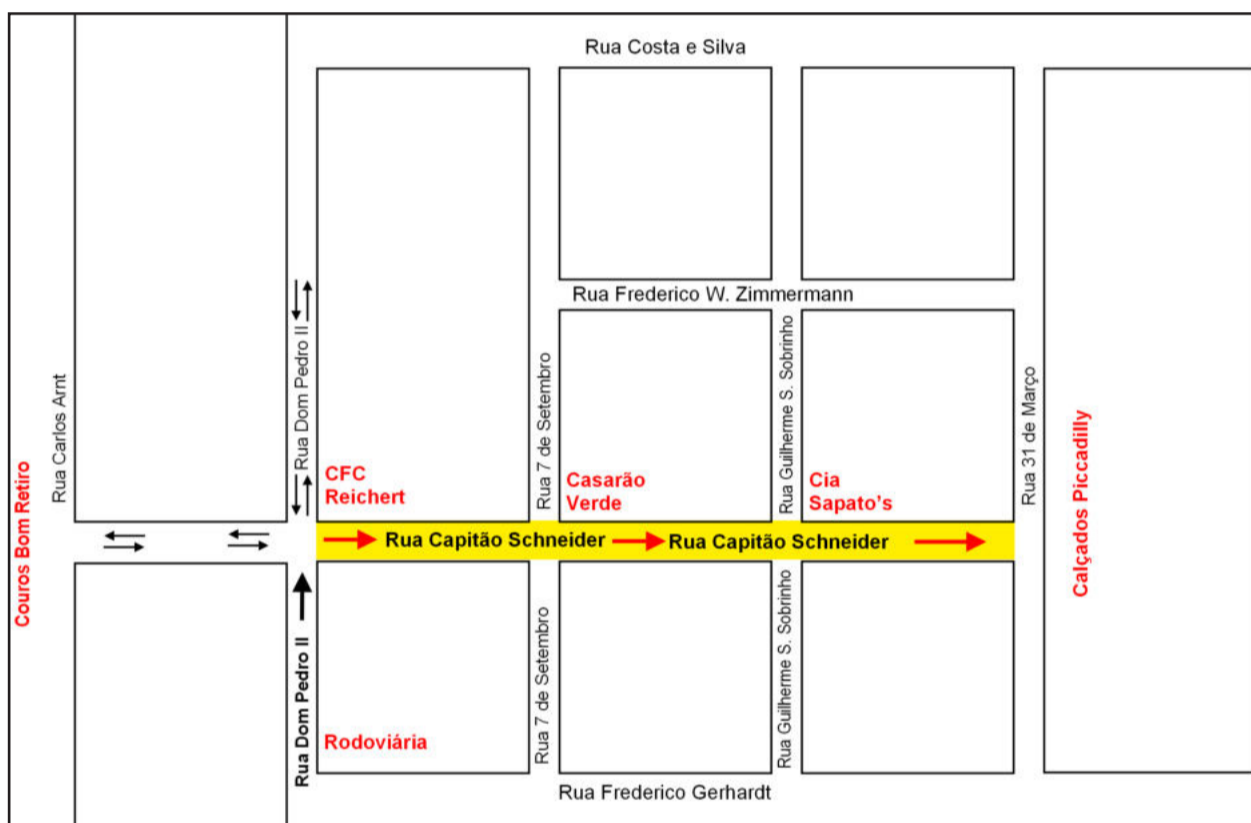 Rua Costa e Silva
Rua Frederico W. Zimmermann
Rua Carlos Arnt
Rua Dom Pedro II
Rua 7 de Setembro
Rua Guilherme S. Sobrinho
Rua 31 de Março
Couros Bom Retiro
CFC
Reichert
Casarão
Verde
Cia
Sapato's
Calçados Piccadilly
Rua Capitão Schneider
Rua Capitão Schneider
Rua Dom Pedro II
Rua 7 de Setembro
Rua Guilherme S. Sobrinho
Rodoviária
Rua Frederico Gerhardt